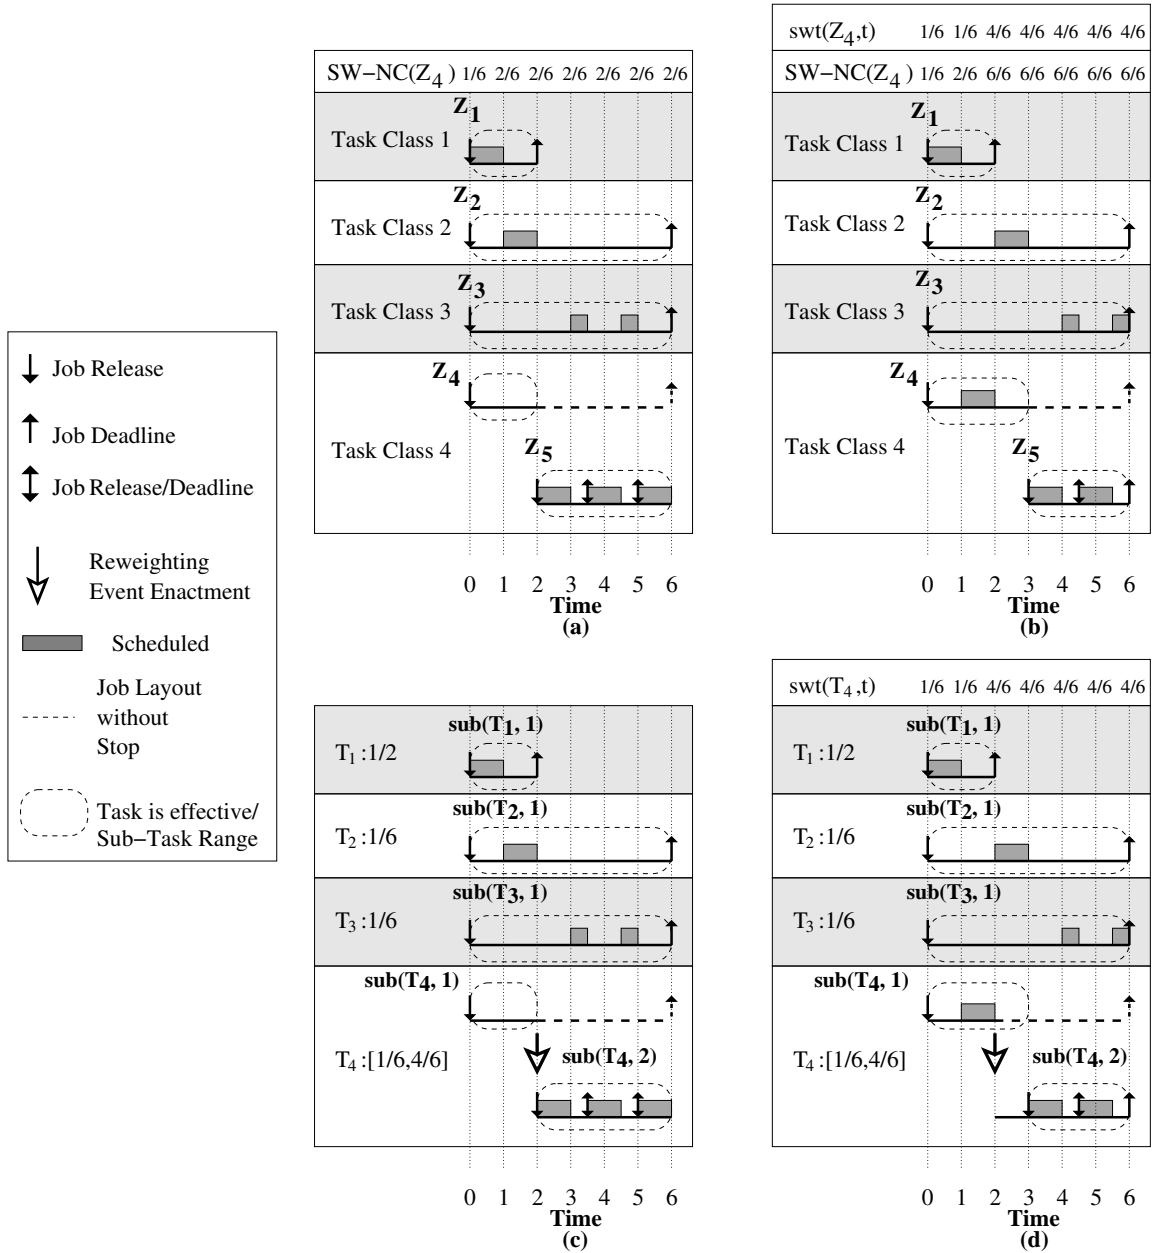 Job Release
Job Deadline
Job Release/Deadline
Reweighting
Event Enactment
Scheduled
Job Layout
without
Stop
Task is effective/
Sub−Task Range
SW−NC(Z4) 1/6 2/6 2/6 2/6 2/6 2/6 2/6
Z1
Task Class 1
Z2
Task Class 2
Z3
Task Class 3
Z4
Z5
Task Class 4
0 1 2 3 4 5 6
Time
(a)
swt(Z4,t) 1/6 1/6 4/6 4/6 4/6 4/6 4/6
SW−NC(Z4) 1/6 2/6 6/6 6/6 6/6 6/6 6/6
Z1
Task Class 1
Z2
Task Class 2
Z3
Task Class 3
Z4
Z5
Task Class 4
0 1 2 3 4 5 6
Time
(b)
sub(T1, 1)
T1 :1/2
sub(T2, 1)
T2 :1/6
sub(T3, 1)
T3 :1/6
sub(T4, 1)
sub(T4, 2)
T4 :[1/6,4/6]
0 1 2 3 4 5 6
Time
(c)
swt(T4,t) 1/6 1/6 4/6 4/6 4/6 4/6 4/6
sub(T1, 1)
T1 :1/2
sub(T2, 1)
T2 :1/6
sub(T3, 1)
T3 :1/6
sub(T4, 1)
sub(T4, 2)
T4 :[1/6,4/6]
0 1 2 3 4 5 6
Time
(d)